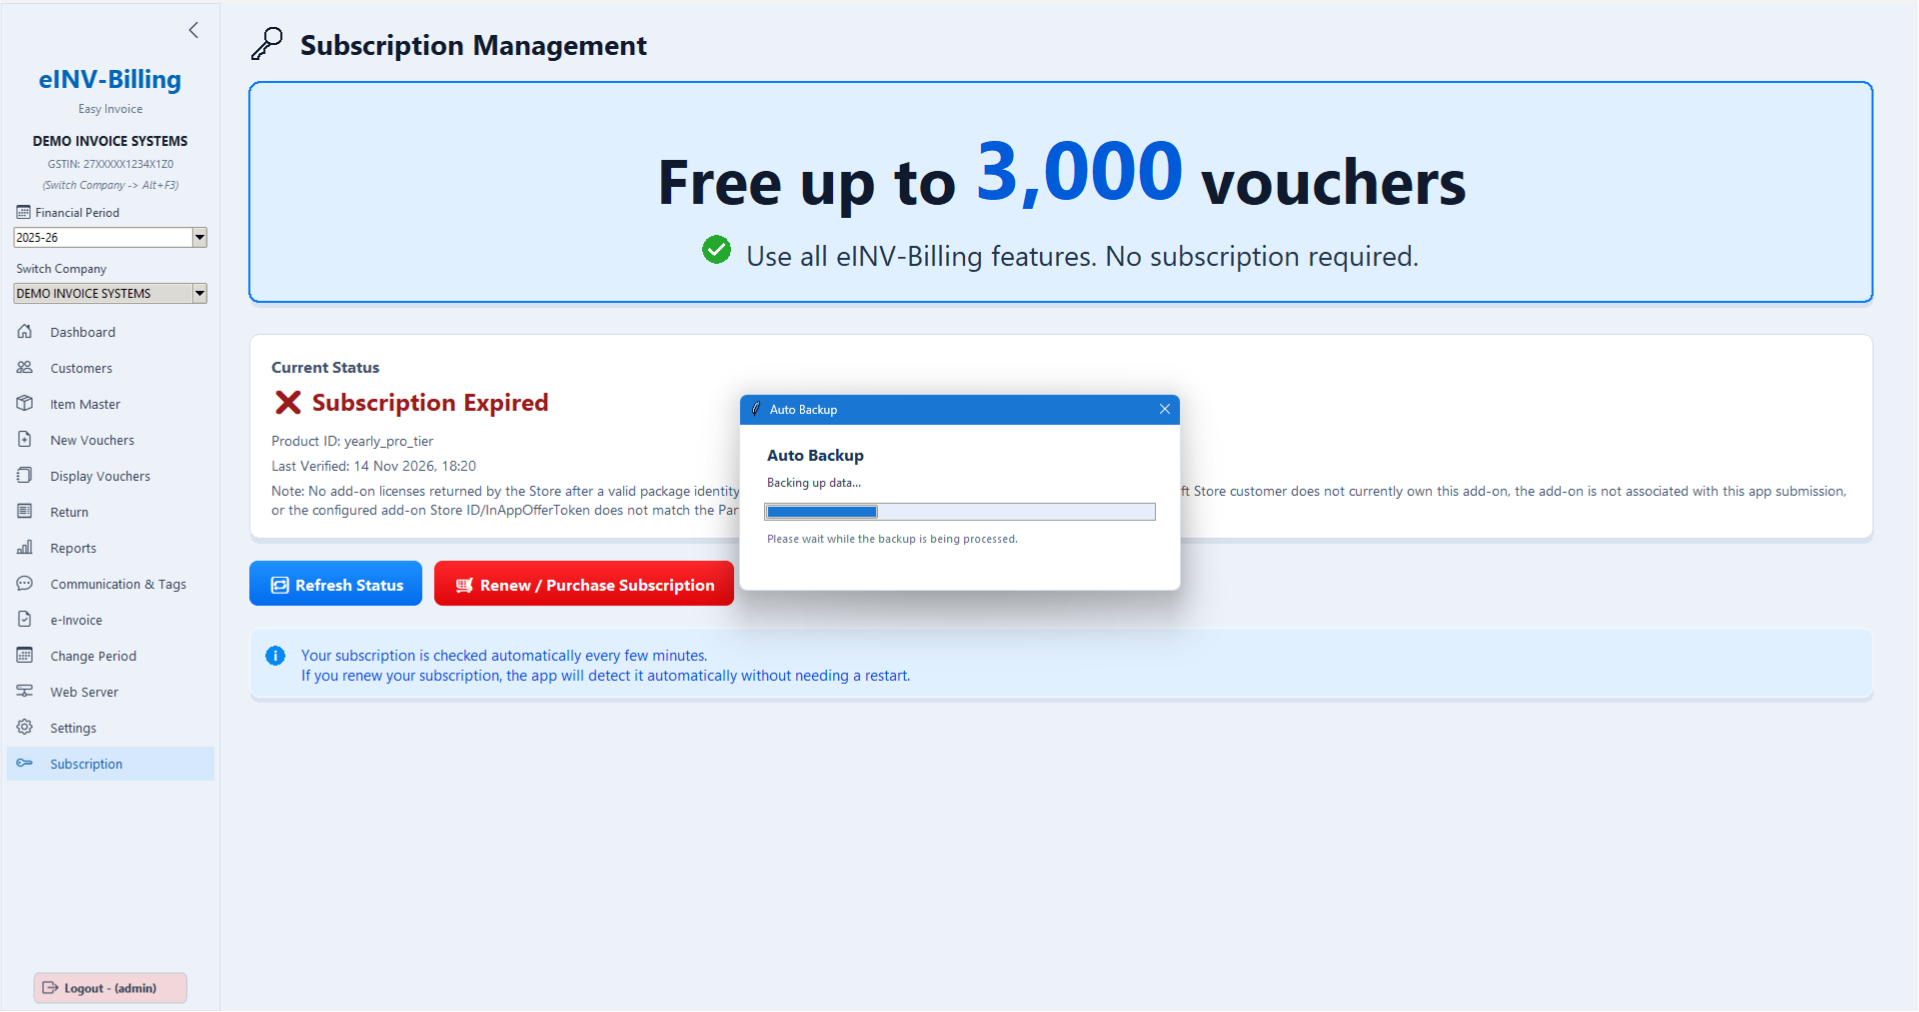 eINV-Billing
Easy Invoice
DEMO INVOICE SYSTEMS
GSTIN: 27XXXXX1234X1Z0
(Switch Company -> Alt+F3)
Financial Period
2025-26
Switch Company
DEMO INVOICE SYSTEMS
Dashboard
Customers
Item Master
New Vouchers
Display Vouchers
Return
Reports
Communication & Tags
e-Invoice
Change Period
Web Server
Settings
Subscription
Logout - (admin)
Subscription Management
Free up to 3,000 vouchers
Use all eINV-Billing features. No subscription required.
Current Status
Subscription Expired
Product ID: yearly_pro_tier
Last Verified: 14 Nov 2026, 18:20
Note: No add-on licenses returned by the Store after a valid package identity
ft Store customer does not currently own this add-on, the add-on is not associated with this app submission,
or the configured add-on Store ID/InAppOfferToken does not match the Par
Auto Backup
Auto Backup
Backing up data...
Please wait while the backup is being processed.
Refresh Status
Renew / Purchase Subscription
Your subscription is checked automatically every few minutes.
If you renew your subscription, the app will detect it automatically without needing a restart.